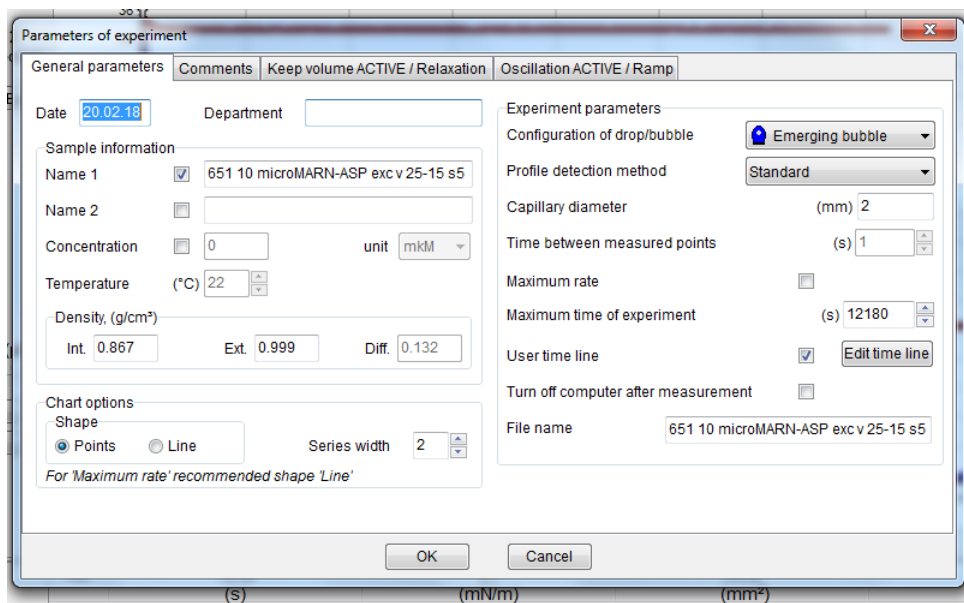 36
Parameters of experiment
General parameters Comments Keep volume ACTIVE / Relaxation Oscillation ACTIVE / Ramp
Date 20.02.18 Department
Sample information
Name 1 651 10 microMARN-ASP exc v 25-15 s5
Name 2
Concentration 0 unit mkM
Temperature (°C) 22
Density, (g/cm³)
Int. 0.867 Ext. 0.999 Diff. 0.132
Chart options
Shape
Points Line Series width 2
For 'Maximum rate' recommended shape 'Line'
Experiment parameters
Configuration of drop/bubble Emerging bubble
Profile detection method Standard
Capillary diameter (mm) 2
Time between measured points (s) 1
Maximum rate
Maximum time of experiment (s) 12180
User time line Edit time line
Turn off computer after measurement
File name 651 10 microMARN-ASP exc v 25-15 s5
OK Cancel
(s) (mN/m) (mm²)